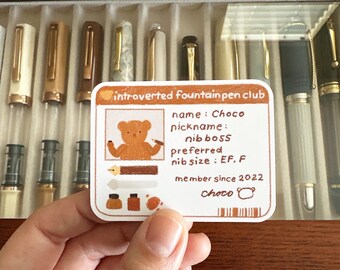 introverted fountain pen club
name : Choco
nickname :
nib boss
preferred
nib size : EF. F
member since 2022
choco